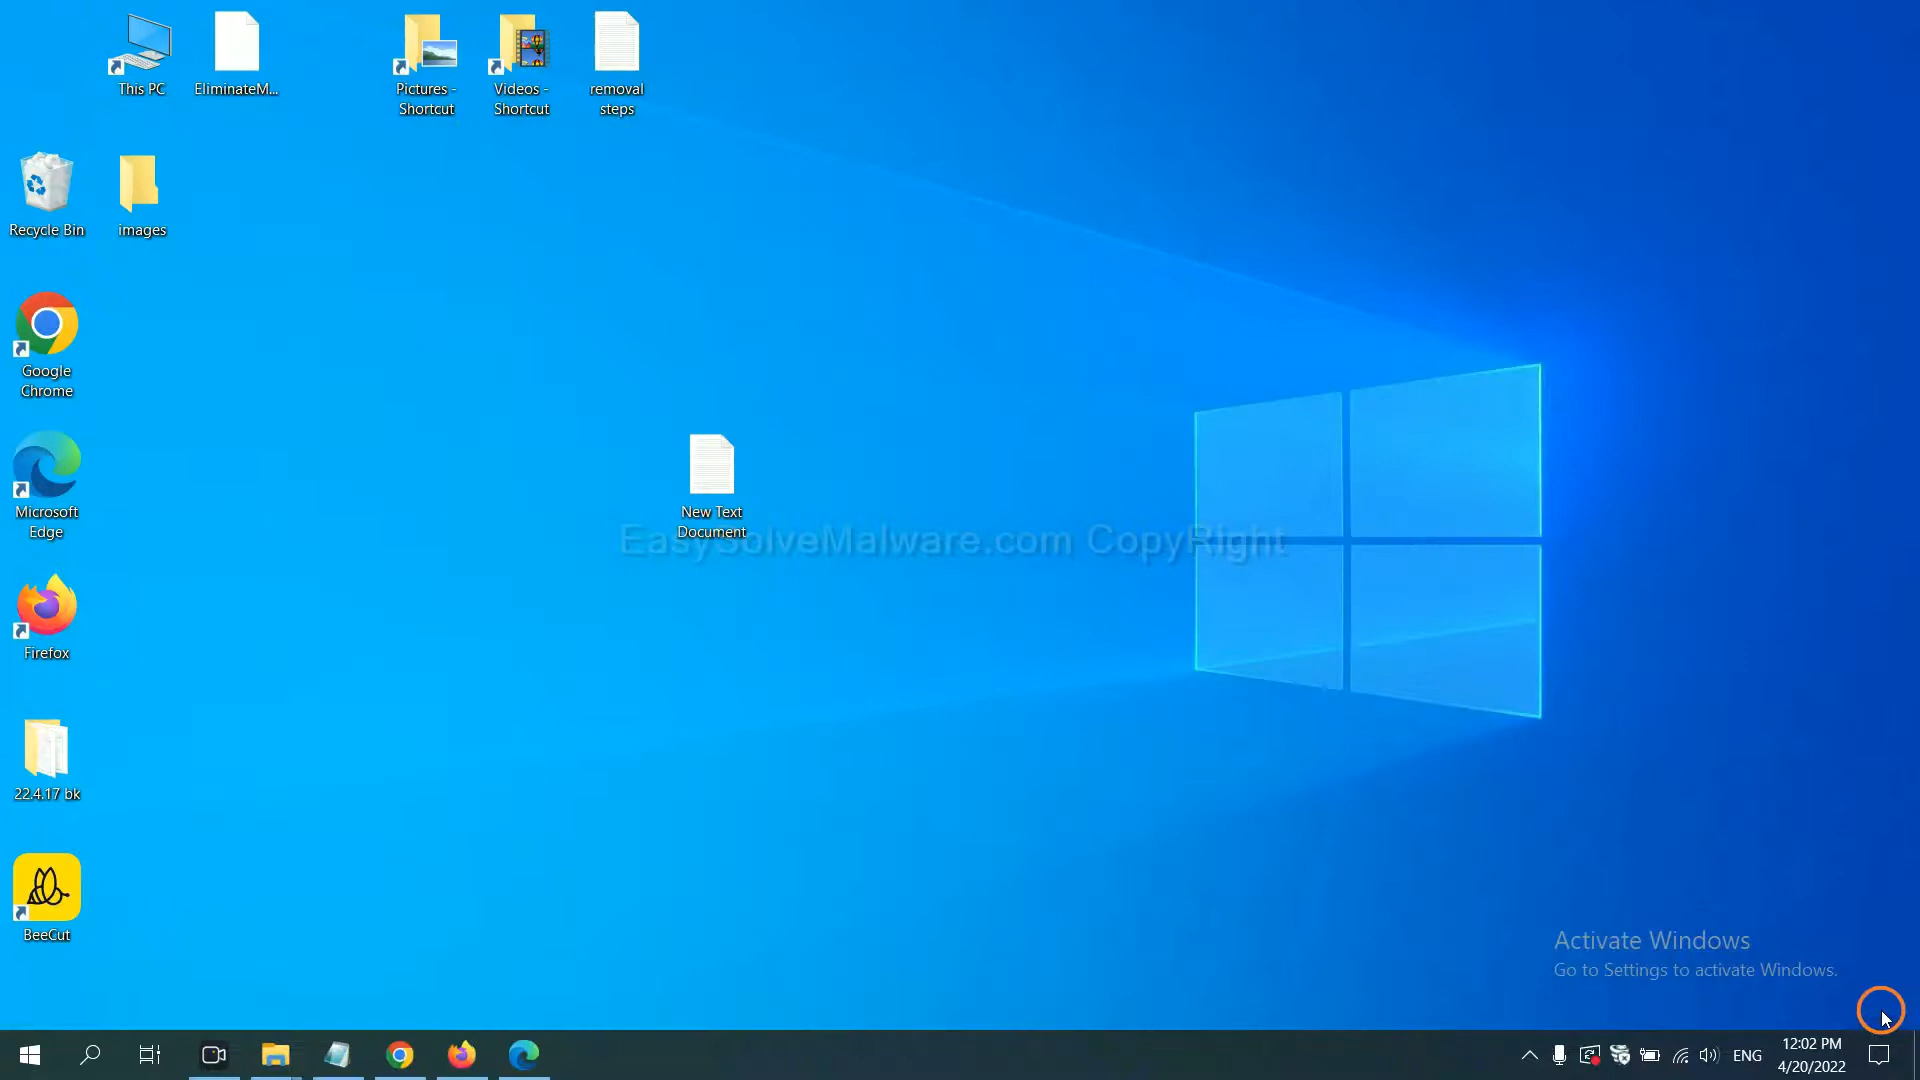 This PC
EliminateM...
Pictures -
Shortcut
Videos -
Shortcut
removal
steps
Recycle Bin
images
Google
Chrome
Microsoft
Edge
New Text
Document
EasySolveMalware.com CopyRight
Firefox
22.4.17 bk
BeeCut
Activate Windows
Go to Settings to activate Windows.
ENG
12:02 PM
4/20/2022